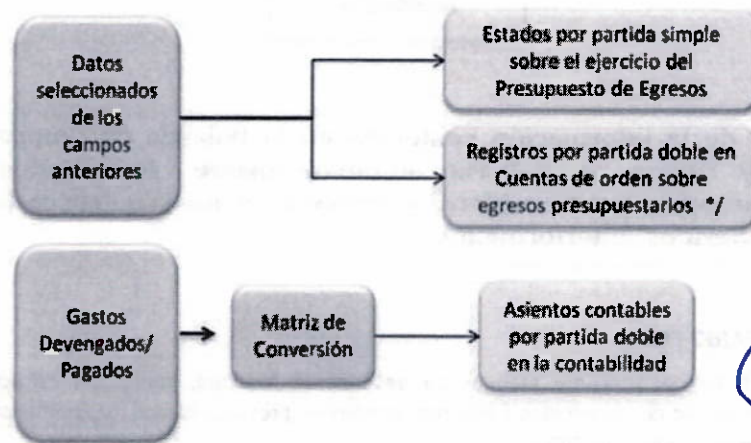 Datos
seleccionados
de los
campos
anteriores
Estados por partida simple
sobre el ejercicio del
Presupuesto de Egresos
Registros por partida doble en
Cuentas de orden sobre
egresos presupuestarios */
Gastos
Devengados/
Pagados
Matriz de
Conversión
Asientos contables
por partida doble
en la contabilidad